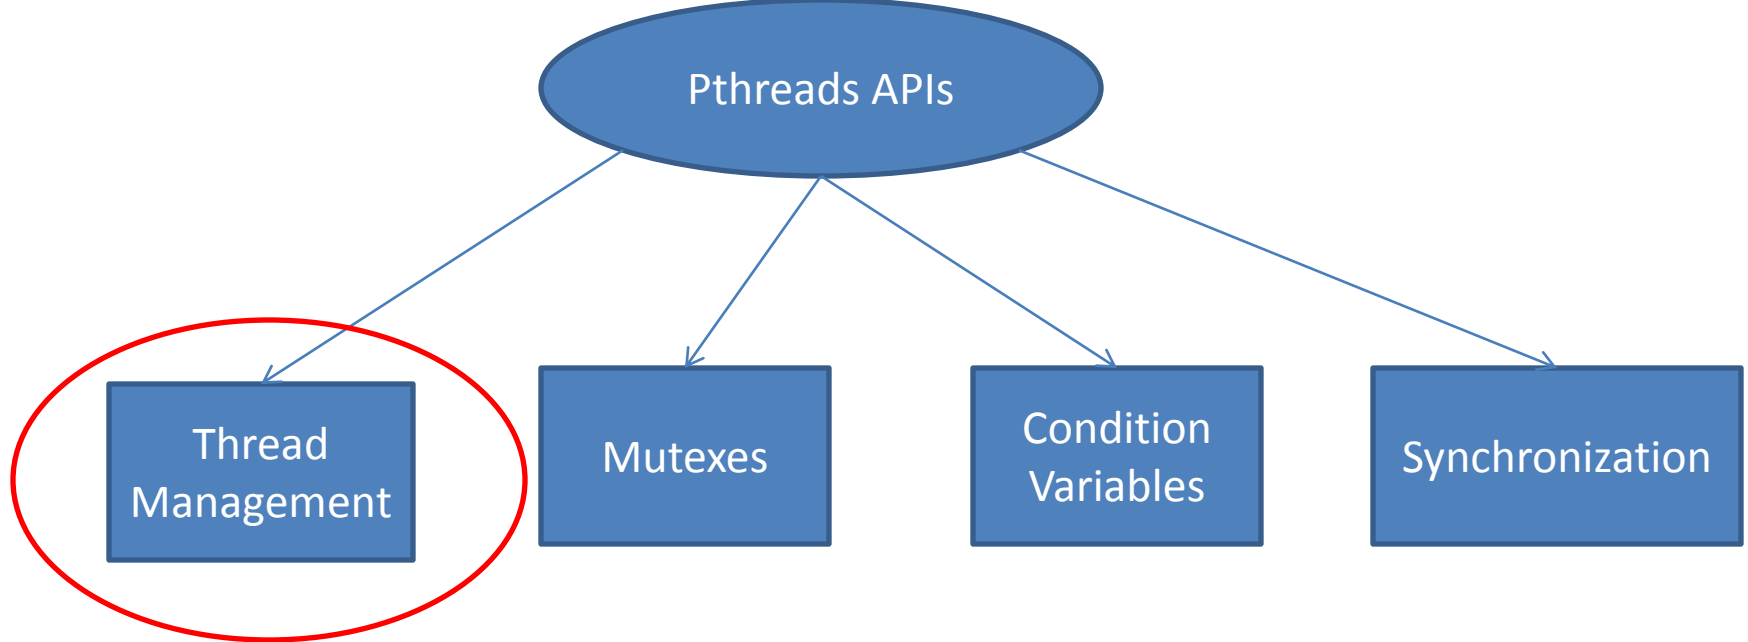 Pthreads APIs
Thread
Management
Mutexes
Condition
Variables
Synchronization